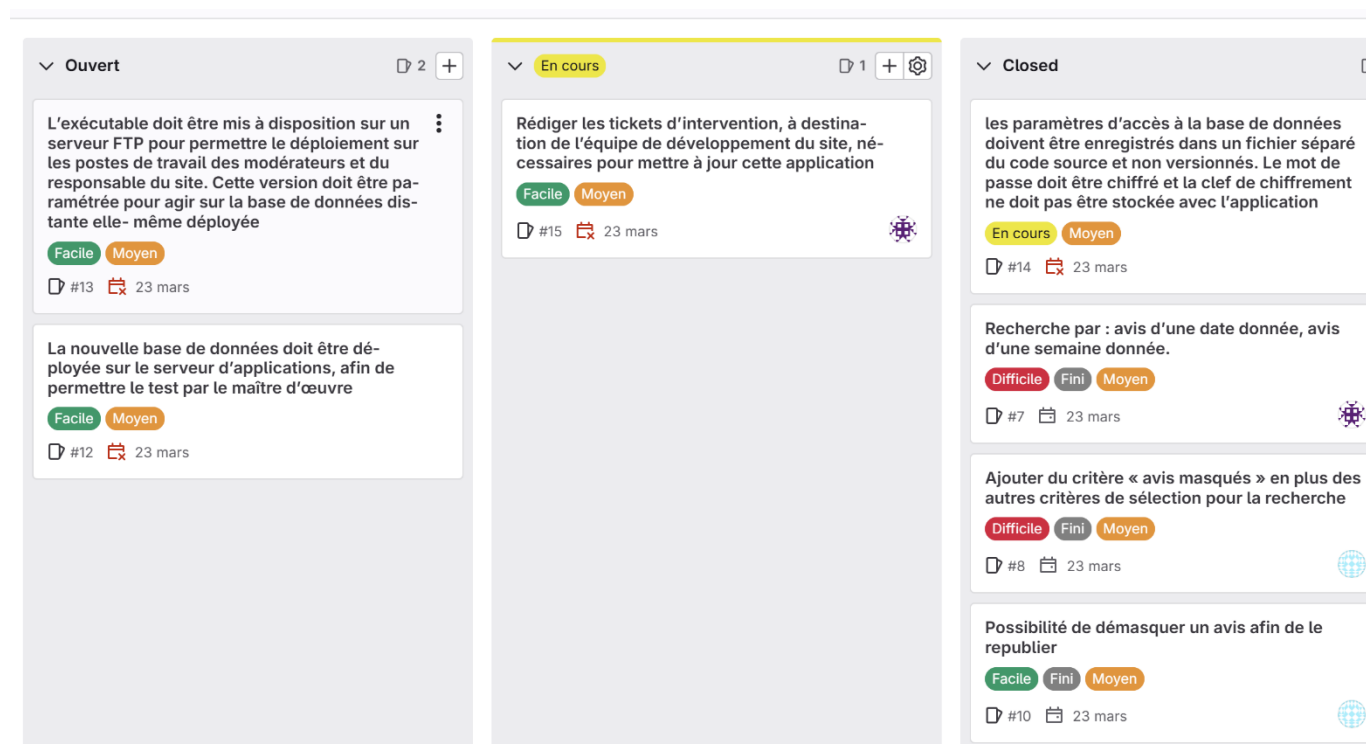 Ouvert
2
L’exécutable doit être mis à disposition sur un
serveur FTP pour permettre le déploiement sur
les postes de travail des modérateurs et du
responsable du site. Cette version doit être pa-
ramétrée pour agir sur la base de données dis-
tante elle- même déployée
Facile Moyen
#13 23 mars
La nouvelle base de données doit être dé-
ployée sur le serveur d’applications, afin de
permettre le test par le maître d’œuvre
Facile Moyen
#12 23 mars
En cours
1
Rédiger les tickets d’intervention, à destina-
tion de l’équipe de développement du site, né-
cessaires pour mettre à jour cette application
Facile Moyen
#15 23 mars
Closed
les paramètres d’accès à la base de données
doivent être enregistrés dans un fichier séparé
du code source et non versionnés. Le mot de
passe doit être chiffré et la clef de chiffrement
ne doit pas être stockée avec l’application
En cours Moyen
#14 23 mars
Recherche par : avis d’une date donnée, avis
d’une semaine donnée.
Difficile Fini Moyen
#7 23 mars
Ajouter du critère « avis masqués » en plus des
autres critères de sélection pour la recherche
Difficile Fini Moyen
#8 23 mars
Possibilité de démasquer un avis afin de le
republier
Facile Fini Moyen
#10 23 mars